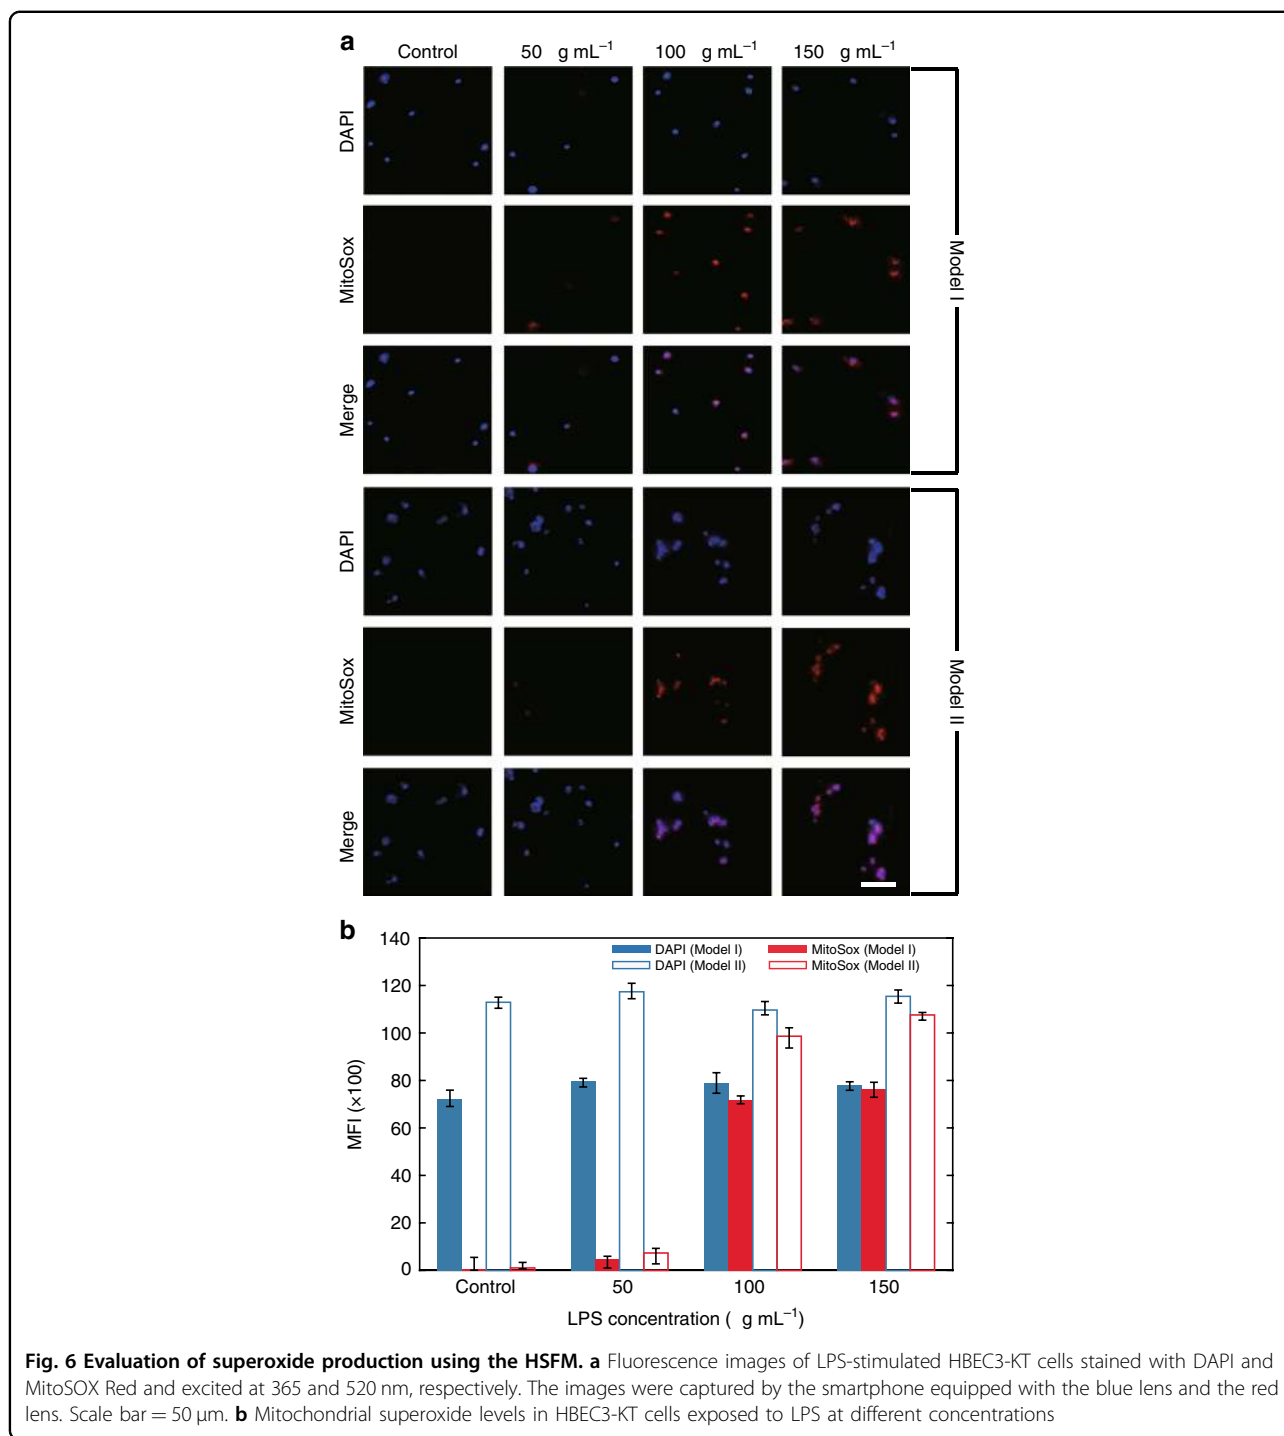 a
Control 50 g mL⁻¹ 100 g mL⁻¹ 150 g mL⁻¹
DAPI
MitoSox
Merge
Model I
DAPI
MitoSox
Merge
Model II
b
140
120
100
80
60
40
20
0
MFI (×100)
DAPI (Model I) MitoSox (Model I)
DAPI (Model II) MitoSox (Model II)
Control 50 100 150
LPS concentration ( g mL⁻¹)
Fig. 6 Evaluation of superoxide production using the HSFM. a Fluorescence images of LPS-stimulated HBEC3-KT cells stained with DAPI and
MitoSOX Red and excited at 365 and 520 nm, respectively. The images were captured by the smartphone equipped with the blue lens and the red
lens. Scale bar = 50 μm. b Mitochondrial superoxide levels in HBEC3-KT cells exposed to LPS at different concentrations